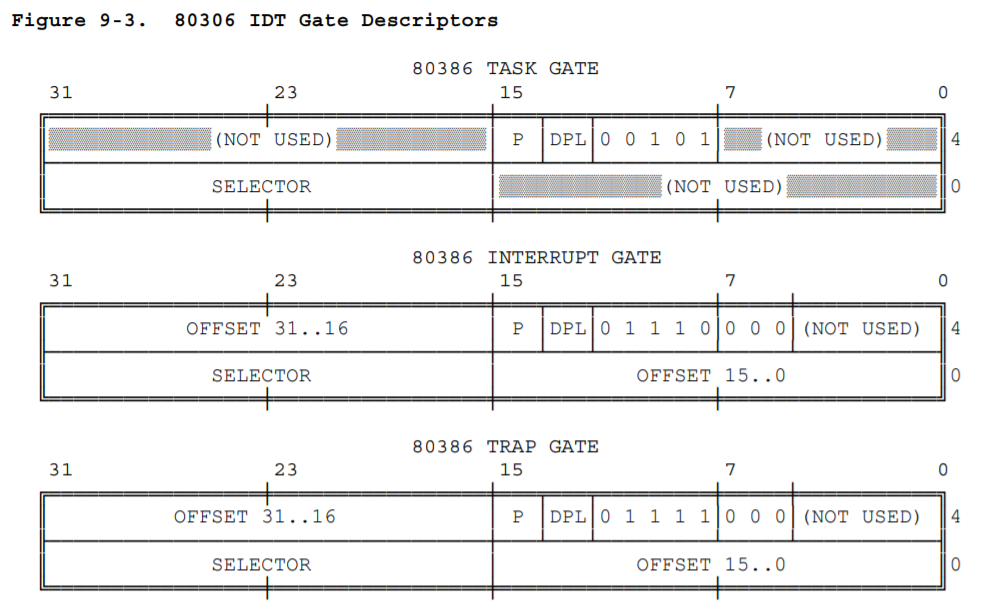 Figure 9-3. 80306 IDT Gate Descriptors
80386 TASK GATE
31 23 15 7 0
(NOT USED) P DPL 0 0 1 0 1 (NOT USED) 4
SELECTOR (NOT USED) 0
80386 INTERRUPT GATE
31 23 15 7 0
OFFSET 31..16 P DPL 0 1 1 1 0 0 0 0 (NOT USED) 4
SELECTOR OFFSET 15..0 0
80386 TRAP GATE
31 23 15 7 0
OFFSET 31..16 P DPL 0 1 1 1 1 0 0 0 (NOT USED) 4
SELECTOR OFFSET 15..0 0